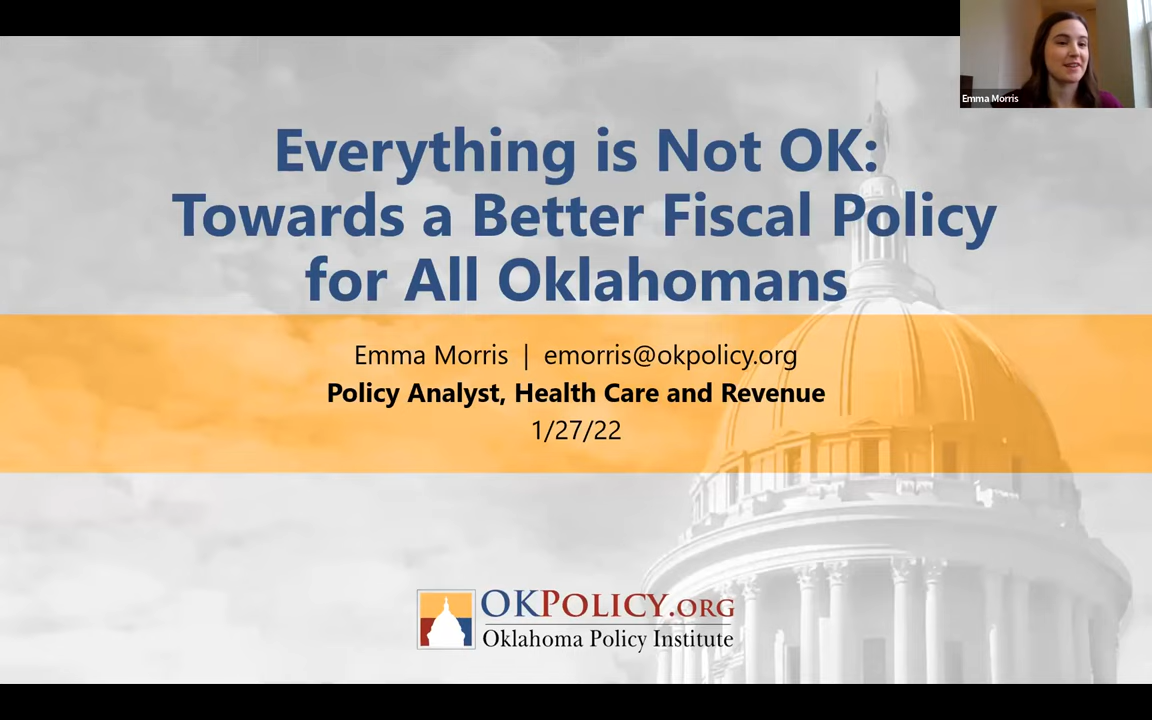 Emma Morris
Everything is Not OK:
Towards a Better Fiscal Policy
for All Oklahomans
Emma Morris | emorris@okpolicy.org
Policy Analyst, Health Care and Revenue
1/27/22
OKPOLICY.ORG
Oklahoma Policy Institute